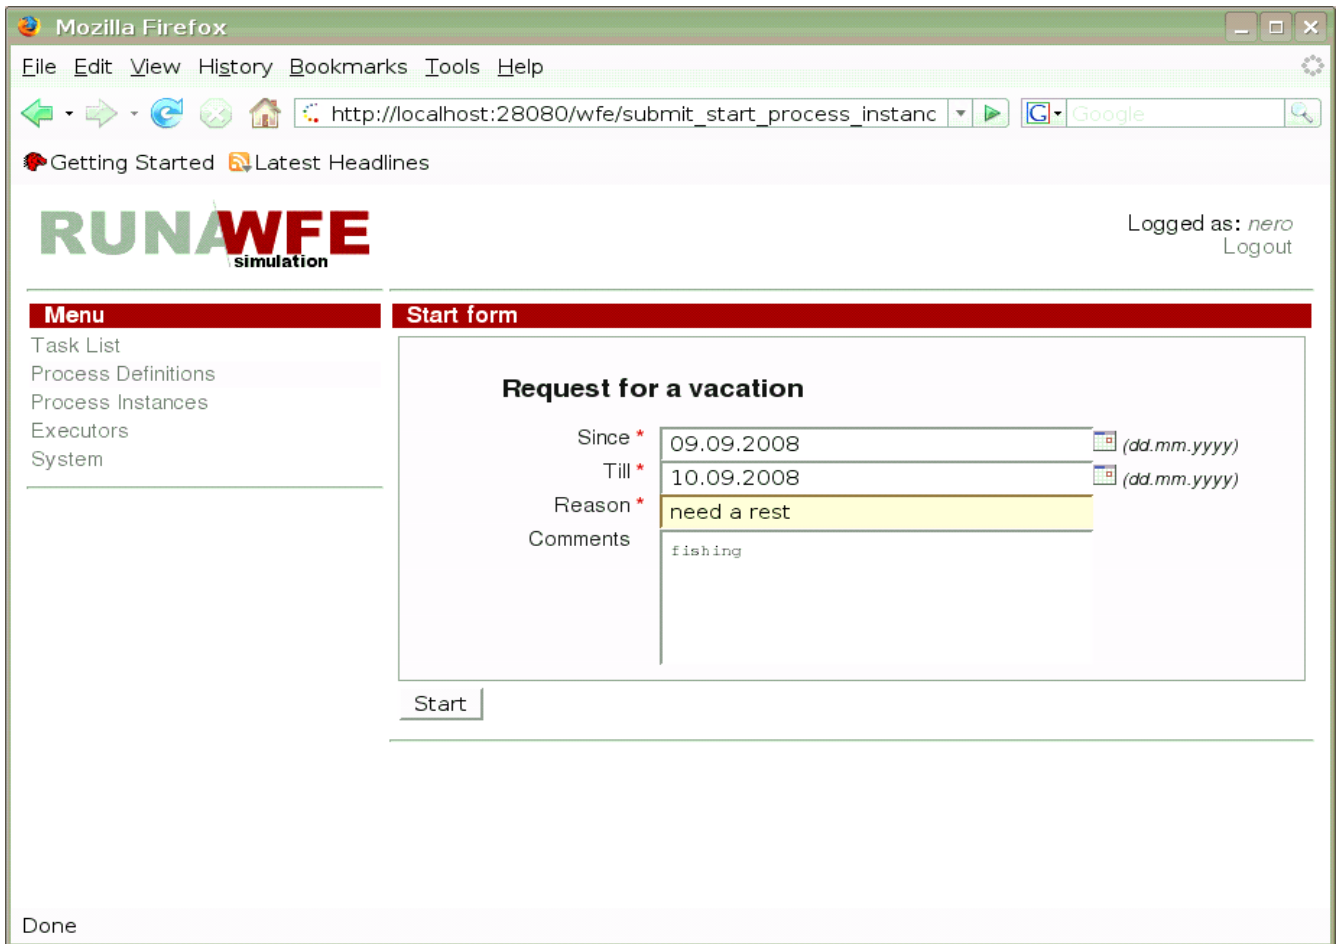 Mozilla Firefox
File Edit View History Bookmarks Tools Help
http://localhost:28080/wfe/submit_start_process_instanc G Google
Getting Started Latest Headlines
RUNAWFE
simulation
Logged as: nero
Logout
Menu
Task List
Process Definitions
Process Instances
Executors
System
Start form
Request for a vacation
Since * 09.09.2008 (dd.mm.yyyy)
Till * 10.09.2008 (dd.mm.yyyy)
Reason * need a rest
Comments fishing
Start
Done